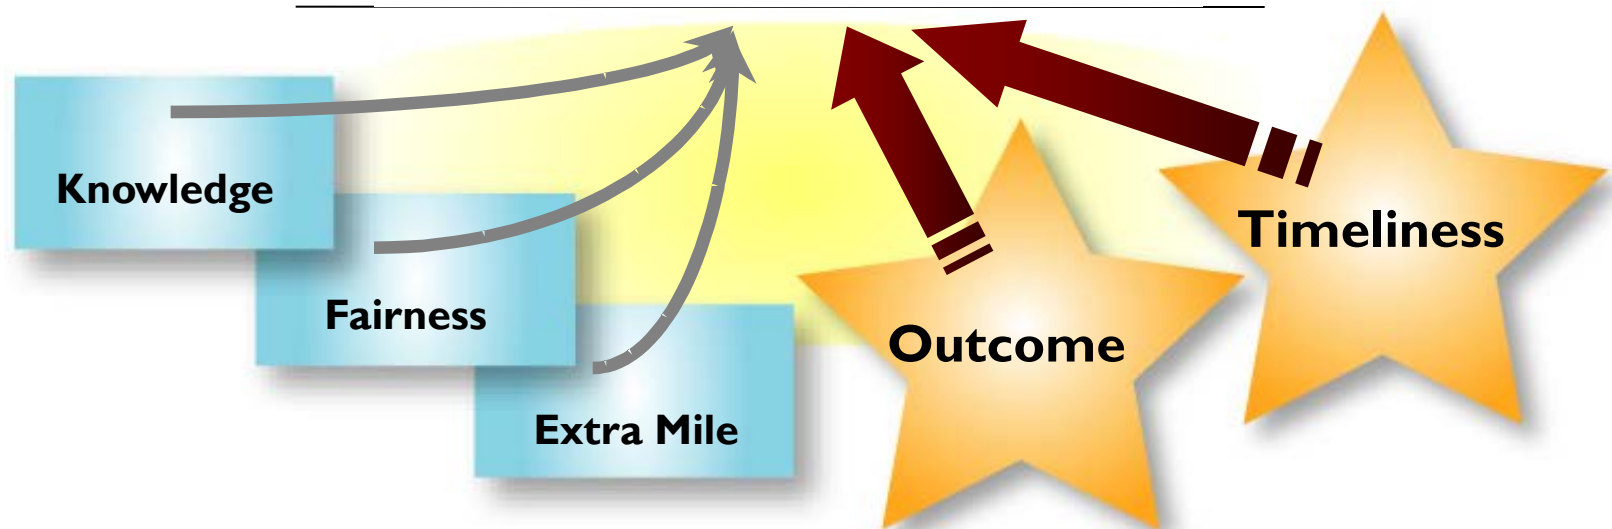 Knowledge
Fairness
Extra Mile
Outcome
Timeliness